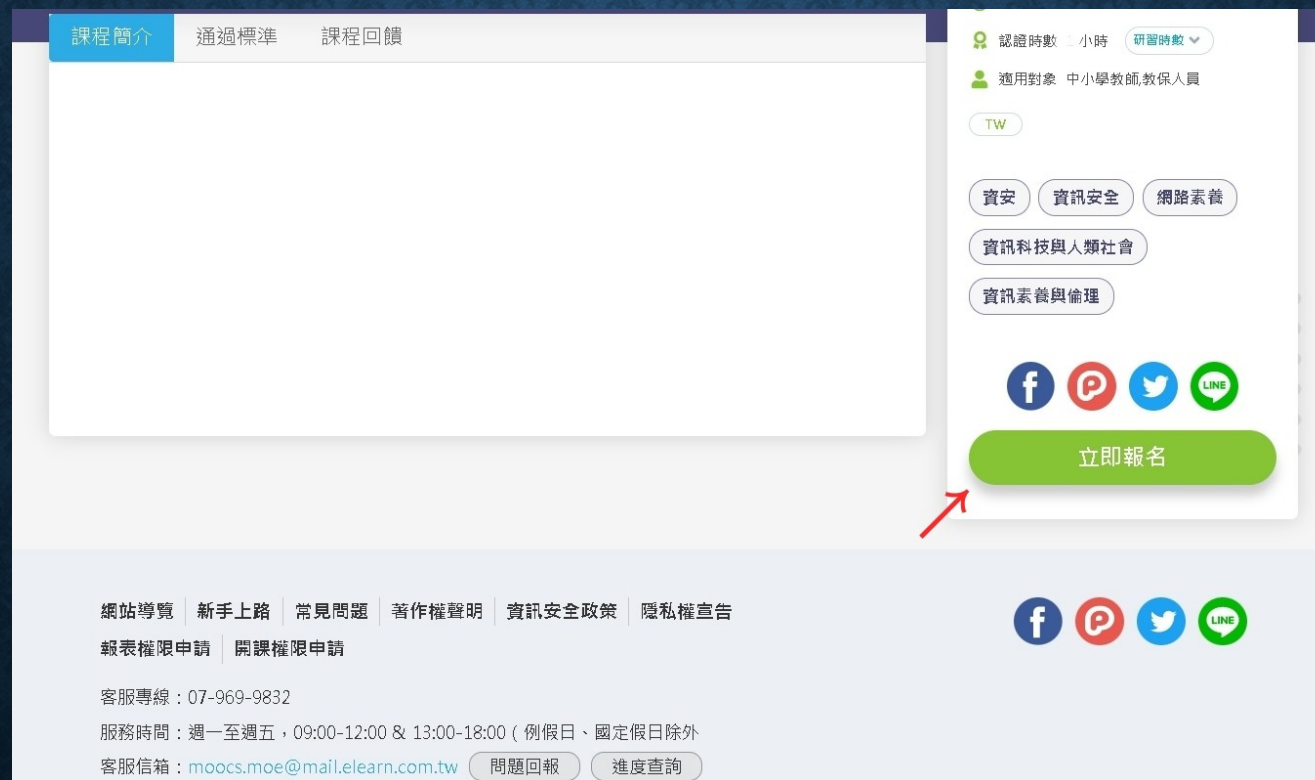 課程簡介 通過標準 課程回饋
認證時數 小時 研習時數
適用對象 中小學教師,教保人員
TW
資安 資訊安全 網路素養
資訊科技與人類社會
資訊素養與倫理
LINE
立即報名
網站導覽 新手上路 常見問題 著作權聲明 資訊安全政策 隱私權宣告
報表權限申請 開課權限申請
LINE
客服專線：07-969-9832
服務時間：週一至週五，09:00-12:00 & 13:00-18:00 ( 例假日、國定假日除外
客服信箱：moocs.moe@mail.elearn.com.tw 問題回報 進度查詢